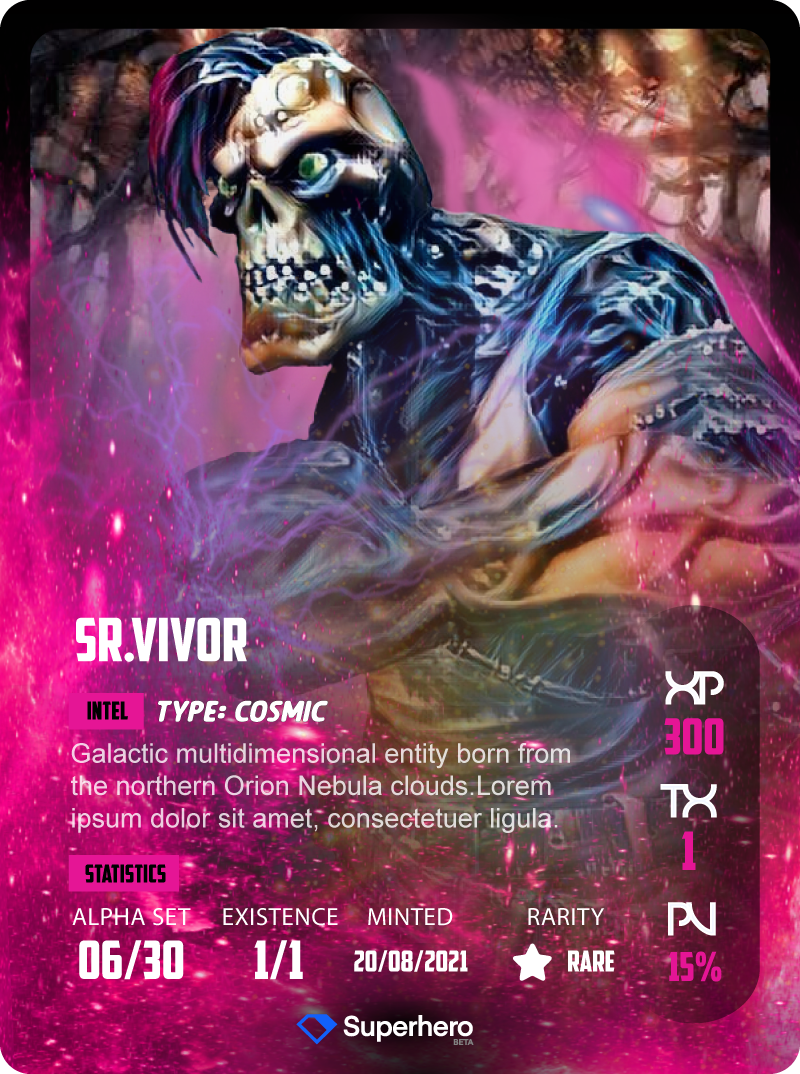 SR.VIVOR
INTEL TYPE: COSMIC
Galactic multidimensional entity born from
the northern Orion Nebula clouds.Lorem
ipsum dolor sit amet, consectetuer ligula.
STATISTICS
ALPHA SET EXISTENCE MINTED RARITY
06/30 1/1 20/08/2021 RARE
XP
300
TX
1
PV
15%
Superhero
BETA